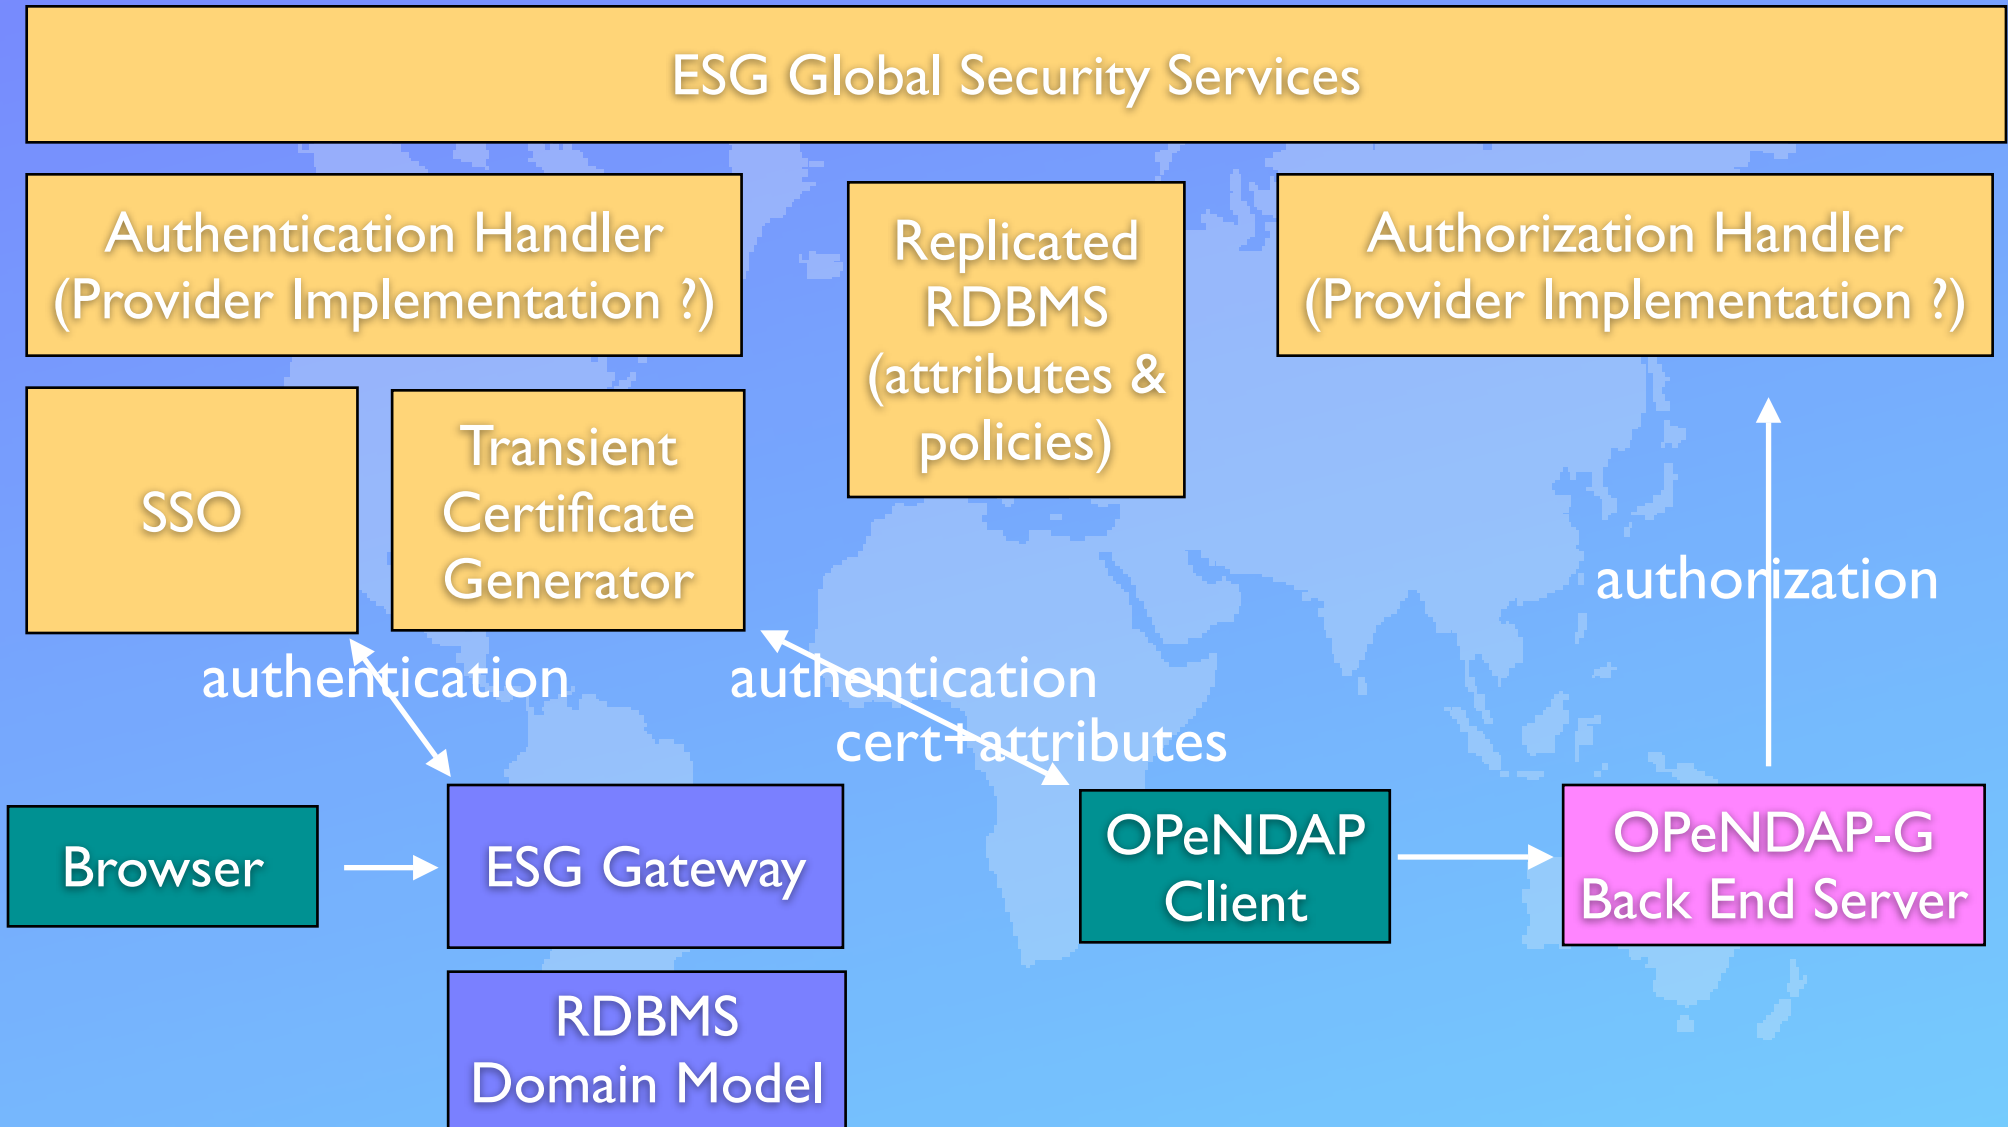 ESG Global Security Services
Authentication Handler
(Provider Implementation ?)
Replicated
RDBMS
(attributes &
policies)
Authorization Handler
(Provider Implementation ?)
SSO
Transient
Certificate
Generator
authorization
authentication
authentication
cert+attributes
Browser
ESG Gateway
OPeNDAP
Client
OPeNDAP-G
Back End Server
RDBMS
Domain Model